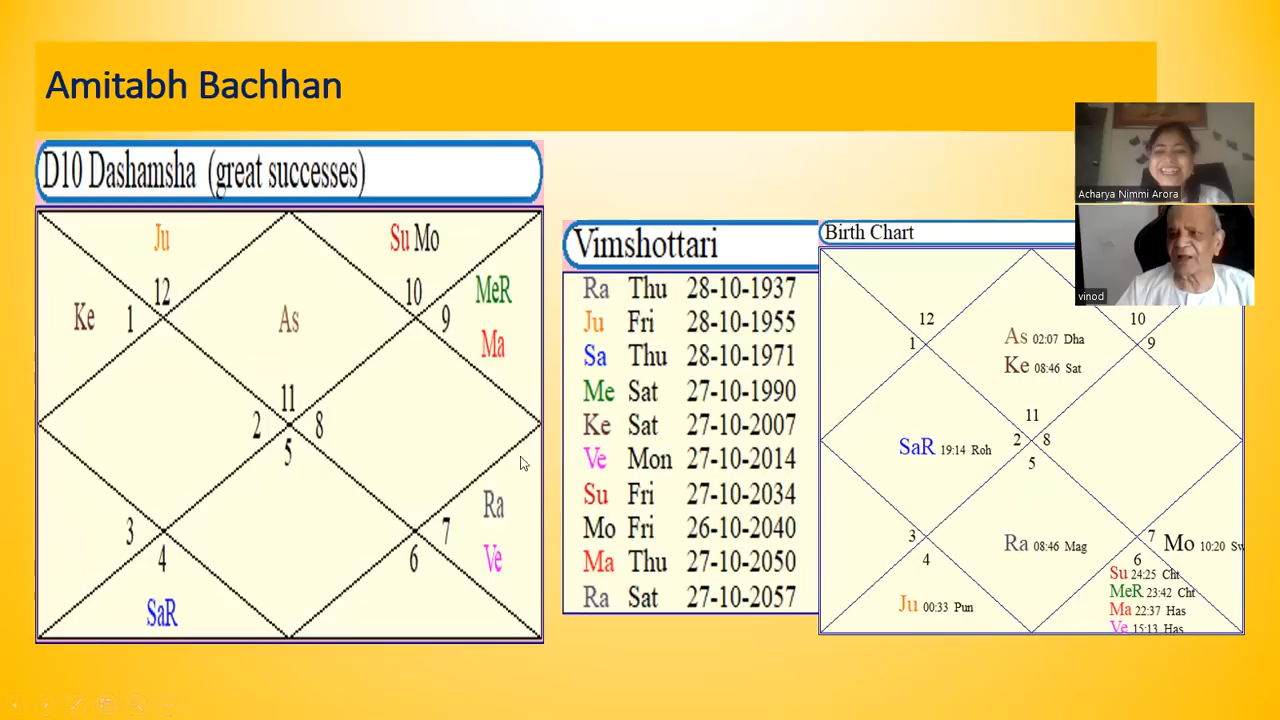 Amitabh Bachhan
D10 Dashamsha (great successes)
Ju
Su Mo
12
10
MeR
Ke
1
As
9
Ma
11
2
8
5
Ra
3
7
4
6
Ve
SaR
Vimshottari
Ra Thu 28-10-1937
Ju Fri 28-10-1955
Sa Thu 28-10-1971
Me Sat 27-10-1990
Ke Sat 27-10-2007
Ve Mon 27-10-2014
Su Fri 27-10-2034
Mo Fri 26-10-2040
Ma Thu 27-10-2050
Ra Sat 27-10-2057
Birth Chart
12
10
1
As 02:07 Dha
9
Ke 08:46 Sat
11
SaR 19:14 Roh
2
8
5
3
Ra 08:46 Mag
7
Mo 10:20 Sw
4
6
Su 24:25 Cht
MeR 23:42 Cht
Ju 00:33 Pun
Ma 22:37 Has
Ve 15:13 Has
Acharya Nimmi Arora
vinod